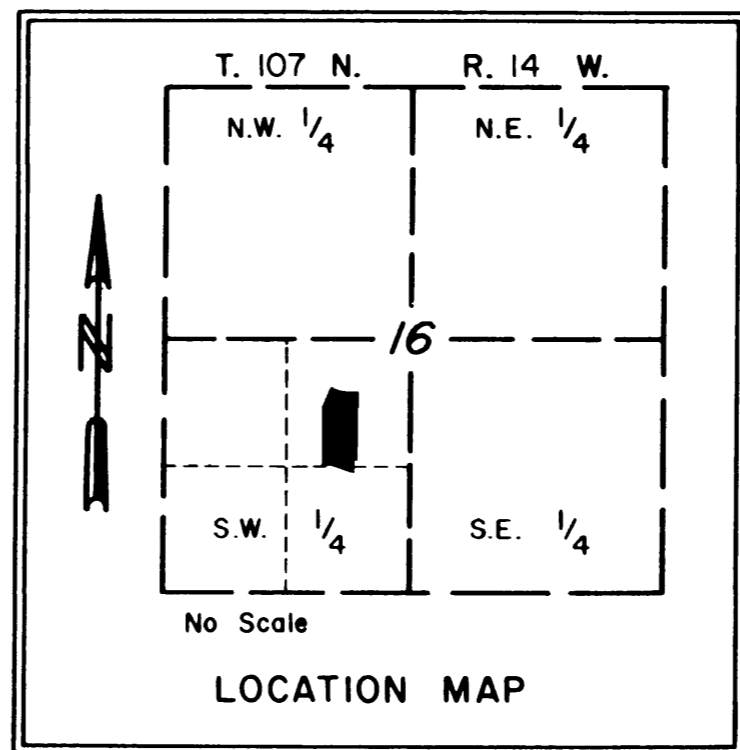 T. 107 N. R. 14 W.
N.W. 1/4 N.E. 1/4
N
16
S.W. 1/4 S.E. 1/4
No Scale
LOCATION MAP